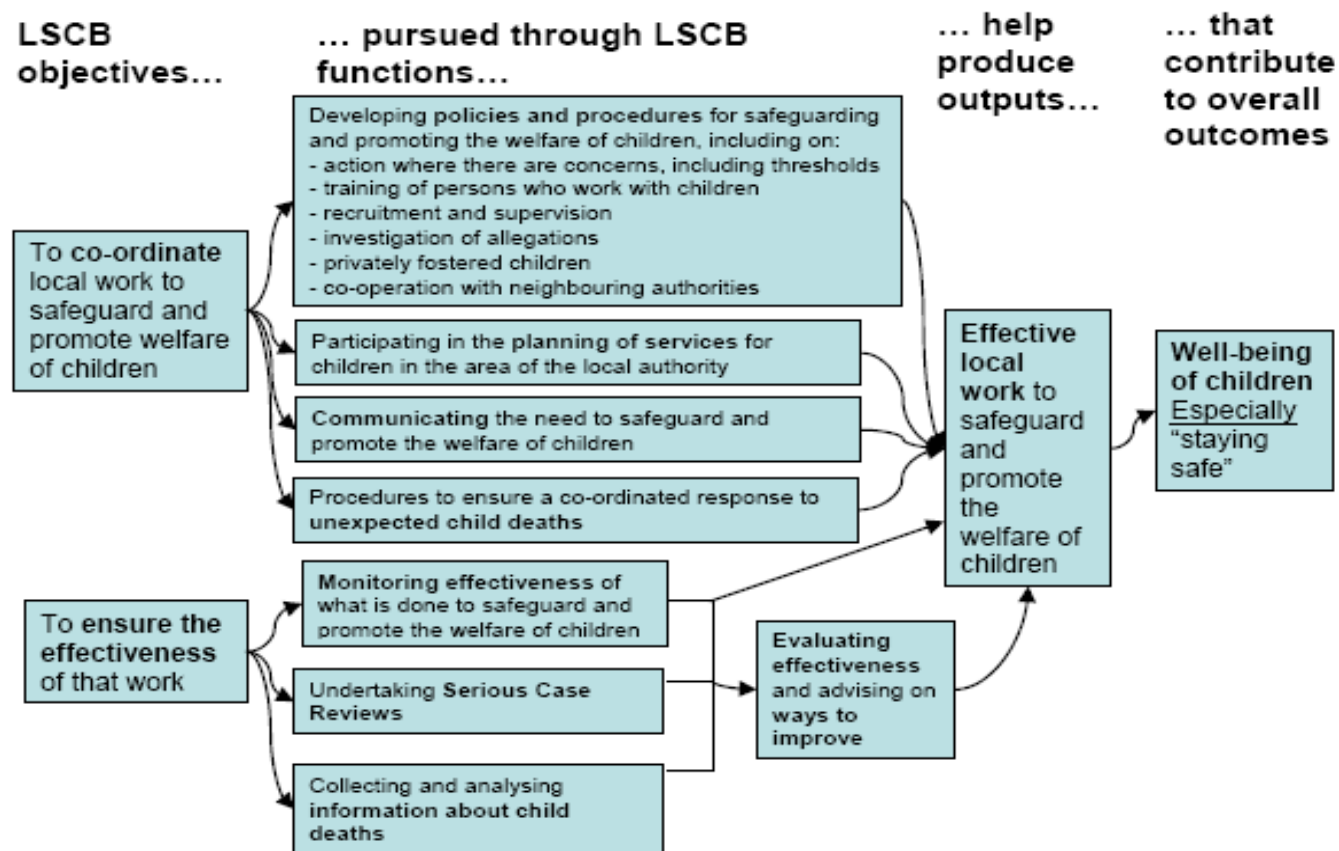 LSCB
objectives…
… pursued through LSCB
functions…
… help
produce
outputs…
… that
contribute
to overall
outcomes
To co-ordinate
local work to
safeguard and
promote welfare
of children
Developing policies and procedures for safeguarding
and promoting the welfare of children, including on:
- action where there are concerns, including thresholds
- training of persons who work with children
- recruitment and supervision
- investigation of allegations
- privately fostered children
- co-operation with neighbouring authorities
Participating in the planning of services for
children in the area of the local authority
Communicating the need to safeguard and
promote the welfare of children
Procedures to ensure a co-ordinated response to
unexpected child deaths
To ensure the
effectiveness
of that work
Monitoring effectiveness of
what is done to safeguard and
promote the welfare of children
Undertaking Serious Case
Reviews
Collecting and analysing
information about child
deaths
Evaluating
effectiveness
and advising on
ways to
improve
Effective
local
work to
safeguard
and
promote
the
welfare of
children
Well-being
of children
Especially
“staying
safe”